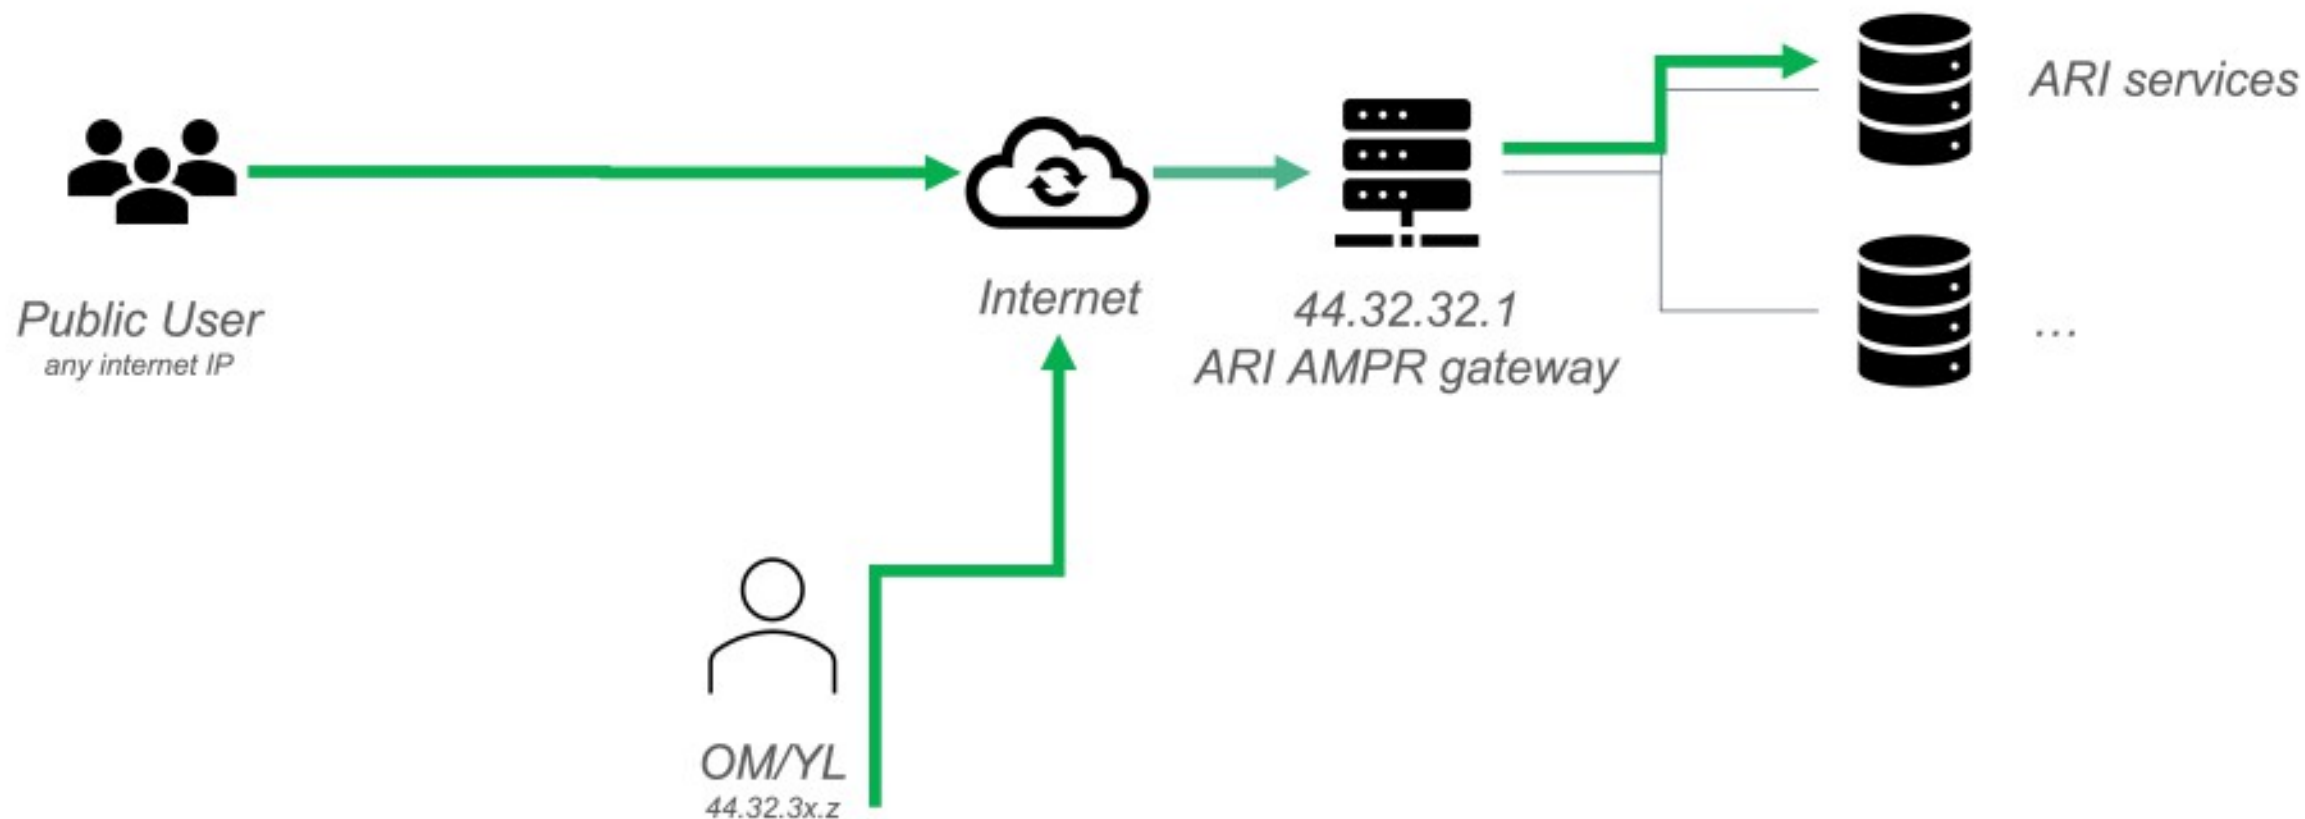 ARI services
Public User
any internet IP
Internet
44.32.32.1
ARI AMPR gateway
...
OM/YL
44.32.3x.z